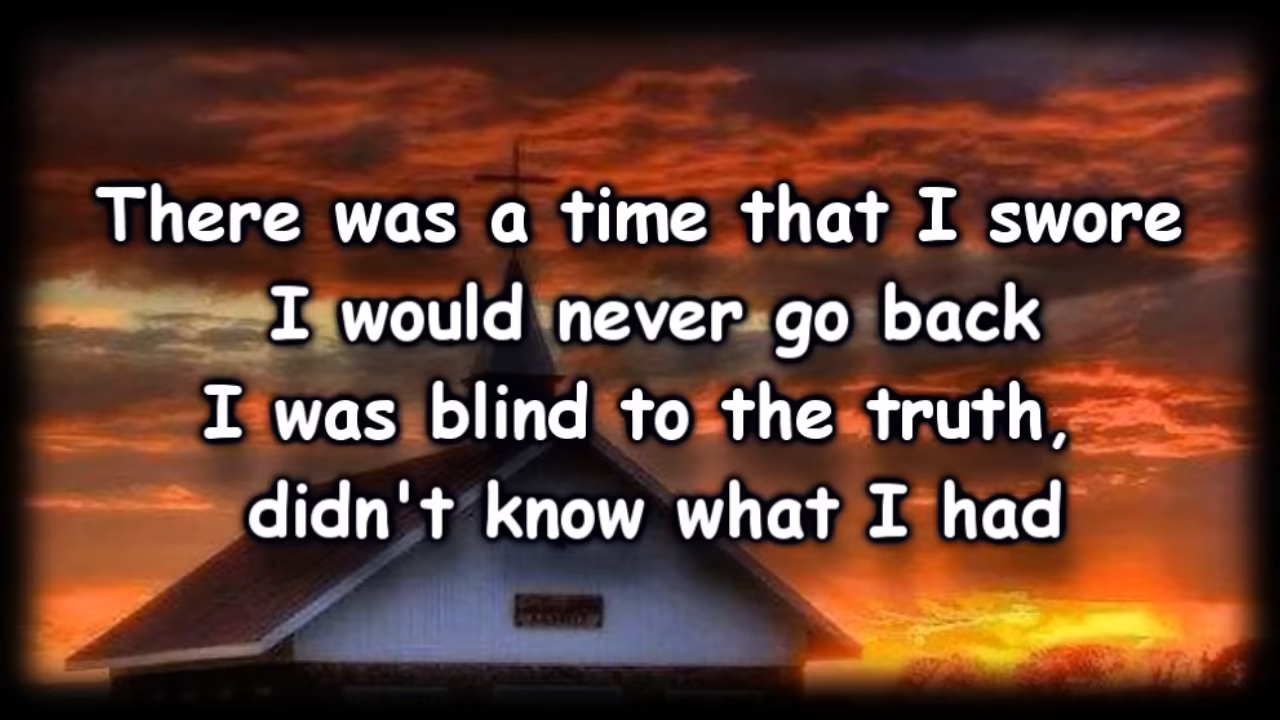 There was a time that I swore
I would never go back
I was blind to the truth,
didn't know what I had